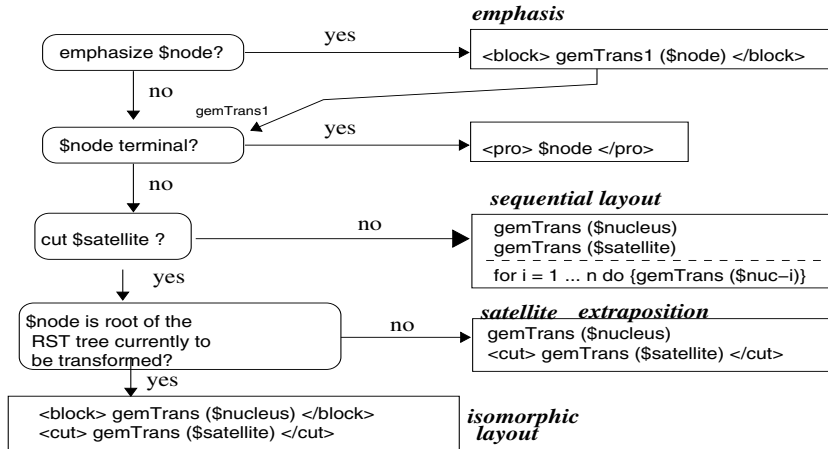 emphasis
emphasize $node?
yes
<block> gemTrans1 ($node) </block>
no
gemTrans1
$node terminal?
yes
<pro> $node </pro>
no
sequential layout
cut $satellite ?
no
gemTrans ($nucleus)
gemTrans ($satellite)
for i = 1 ... n do {gemTrans ($nuc−i)}
yes
satellite extraposition
$node is root of the
RST tree currently to
be transformed?
no
gemTrans ($nucleus)
<cut> gemTrans ($satellite) </cut>
yes
<block> gemTrans ($nucleus) </block>
<cut> gemTrans ($satellite) </cut>
isomorphic
layout